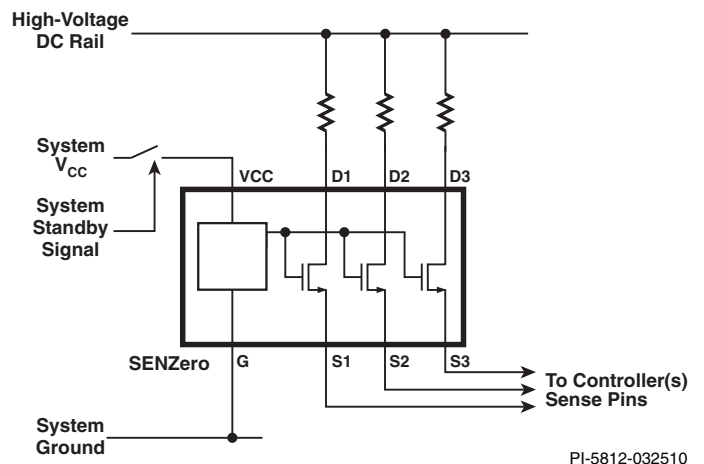 High-Voltage
DC Rail
System
VCC
System
Standby
Signal
VCC
D1
D2
D3
SENZero
G
S1
S2
S3
To Controller(s)
Sense Pins
System
Ground
PI-5812-032510